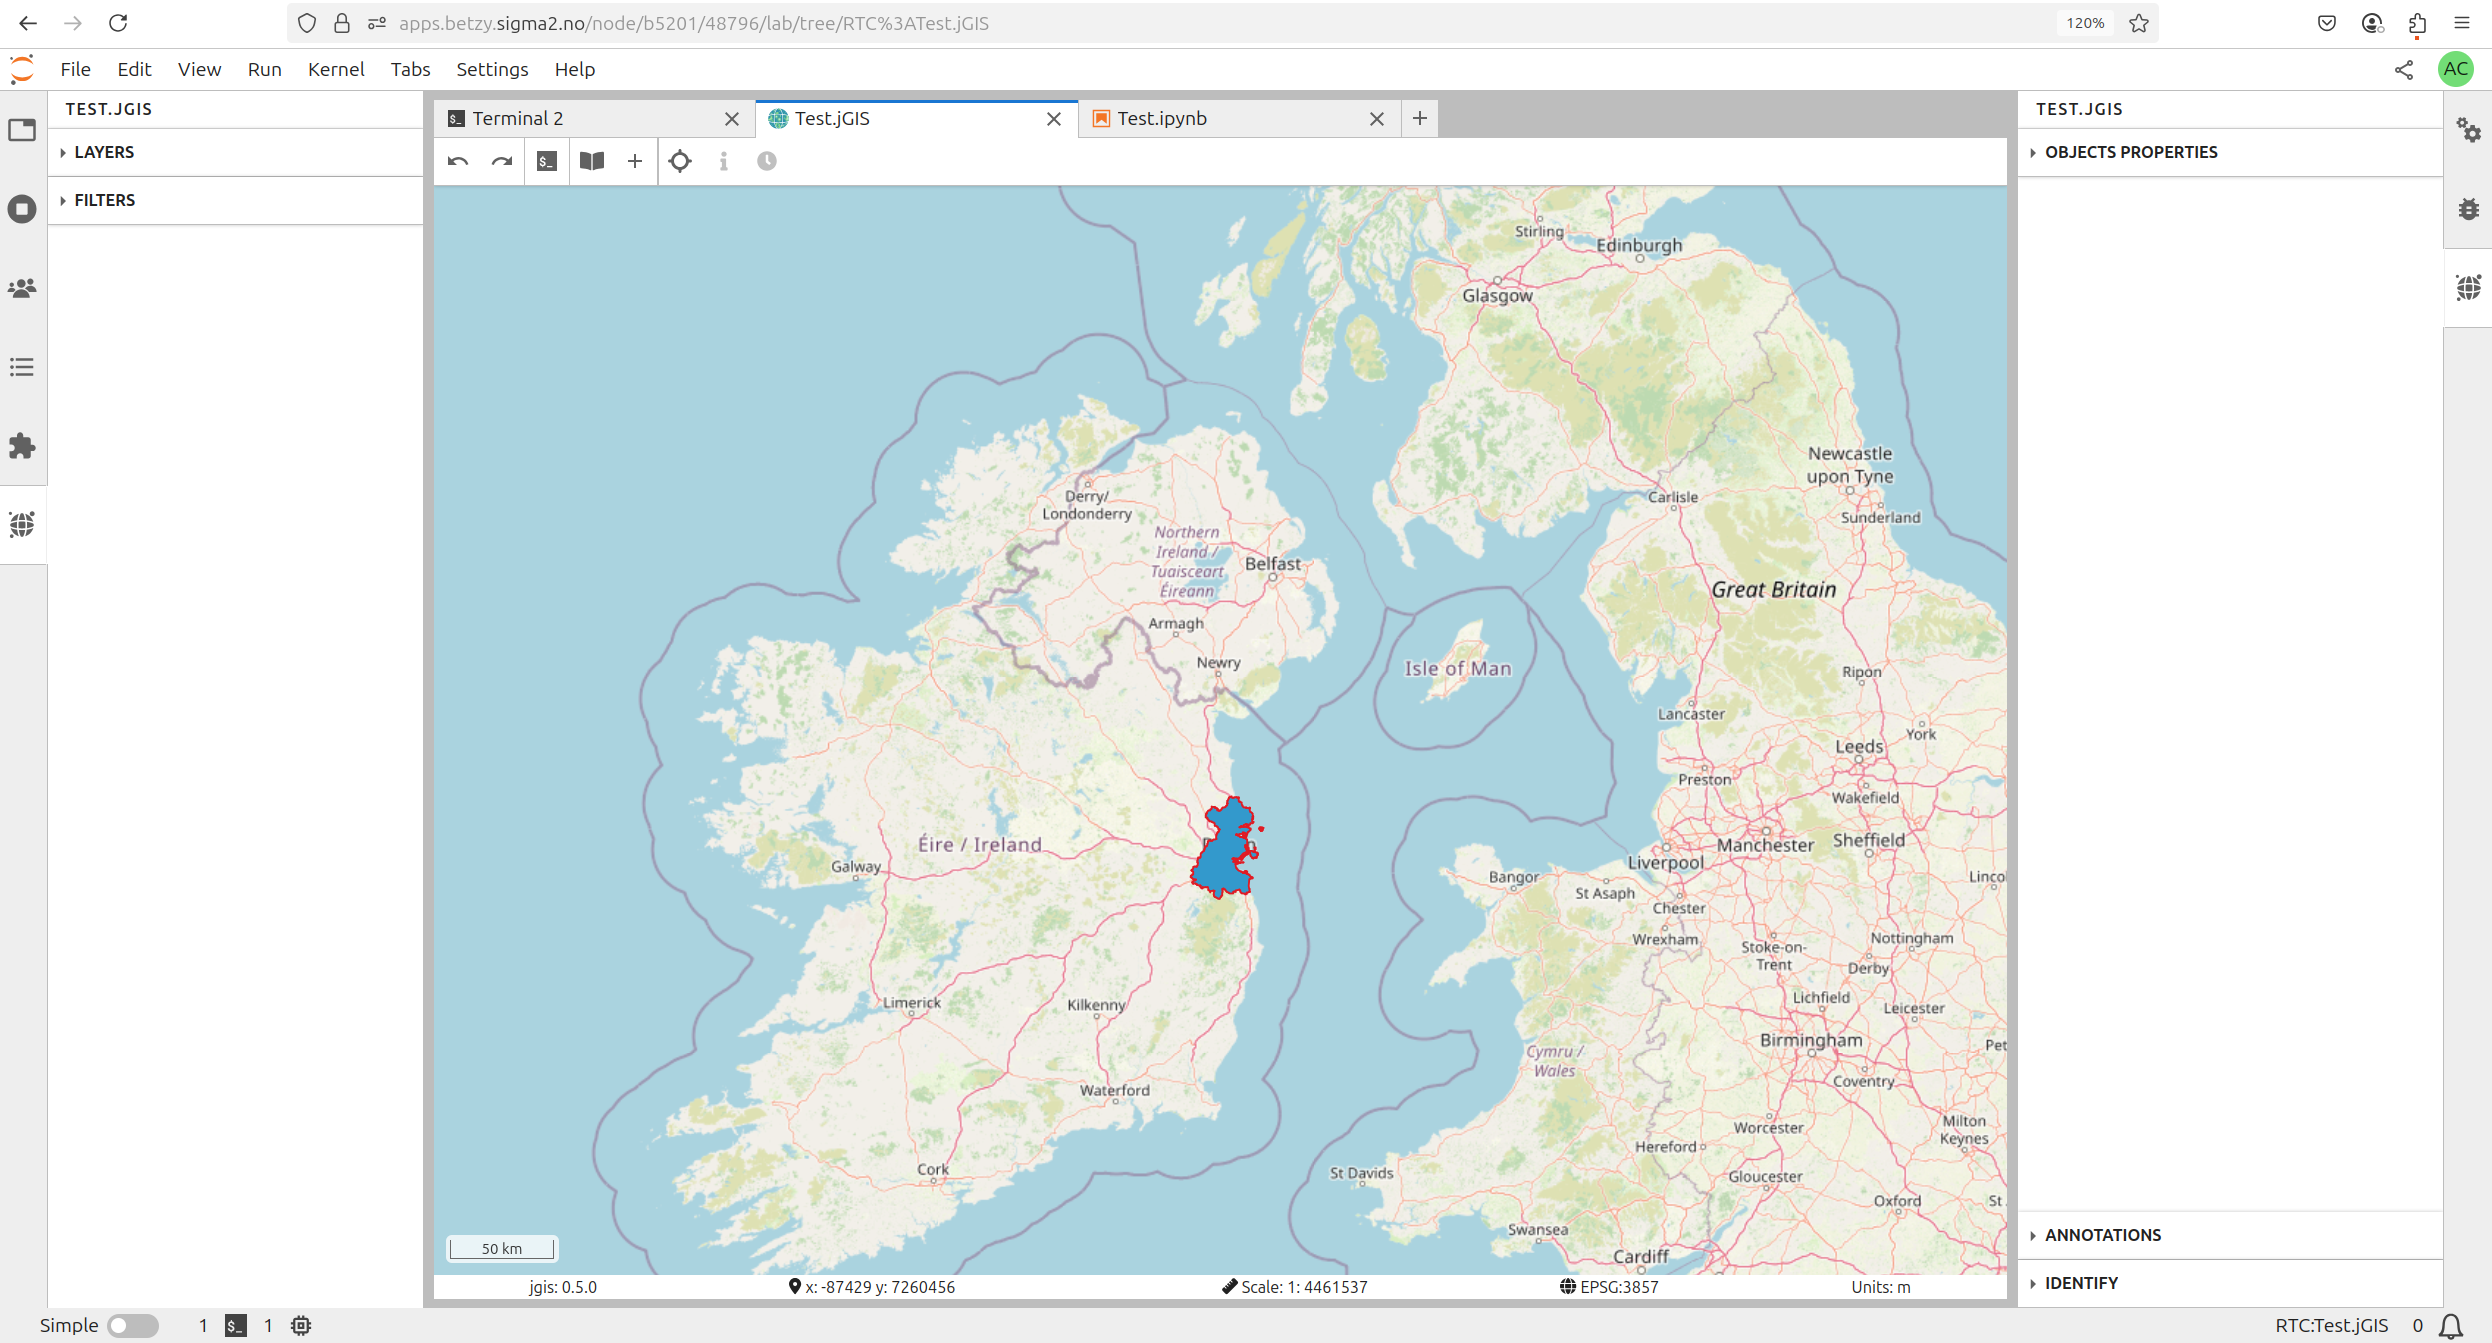 apps.betzy.sigma2.no/node/b5201/48796/lab/tree/RTC%3ATest.jGIS
120%
File Edit View Run Kernel Tabs Settings Help
AC
TEST.JGIS
LAYERS
FILTERS
Terminal 2
Test.jGIS
Test.ipynb
TEST.JGIS
OBJECTS PROPERTIES
Stirling
Edinburgh
Glasgow
Newcastle
upon Tyne
Derry/
Londonderry
Carlisle
Sunderland
Northern
Ireland /
Tuaisceart
Éireann
Belfast
Great Britain
Armagh
Newry
Isle of Man
Ripon
Lancaster
York
Leeds
Preston
Wakefield
Éire / Ireland
Manchester
Sheffield
Galway
Liverpool
Bangor
St Asaph
Linco
Chester
Wrexham
Stoke-on-
Trent
Nottingham
Derby
Limerick
Kilkenny
Lichfield
Leicester
Birmingham
Pet
Cymru /
Wales
Coventry
Waterford
Milton
Keynes
Worcester
Hereford
Cork
St Davids
Gloucester
Oxford
St
Swansea
Cardiff
50 km
ANNOTATIONS
IDENTIFY
jgis: 0.5.0
x: -87429 y: 7260456
Scale: 1: 4461537
EPSG:3857
Units: m
Simple
1
1
RTC:Test.jGIS
0